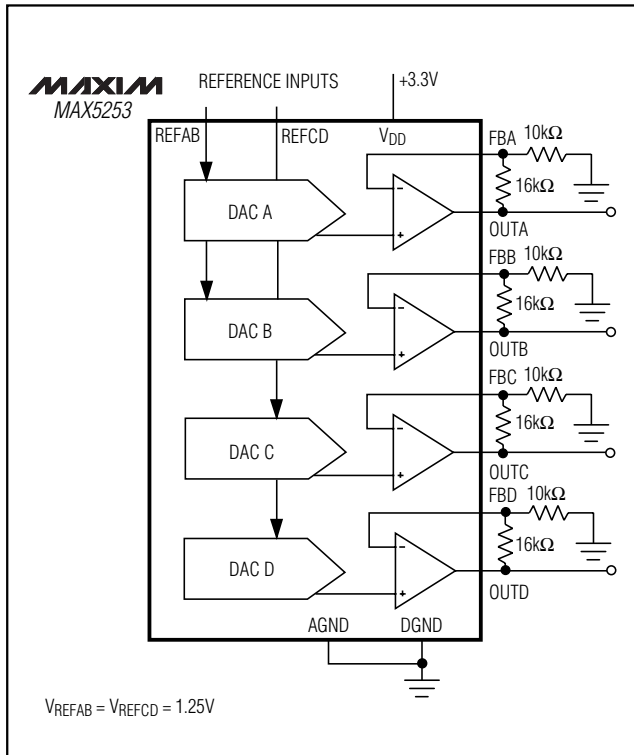 MAXIM
MAX5253
REFERENCE INPUTS
+3.3V
REFAB
REFCD
VDD
DAC A
−
+
FBA
10kΩ
16kΩ
OUTA
DAC B
−
+
FBB
10kΩ
16kΩ
OUTB
DAC C
−
+
FBC
10kΩ
16kΩ
OUTC
DAC D
−
+
FBD
10kΩ
16kΩ
OUTD
AGND
DGND
VREFAB = VREFCD = 1.25V